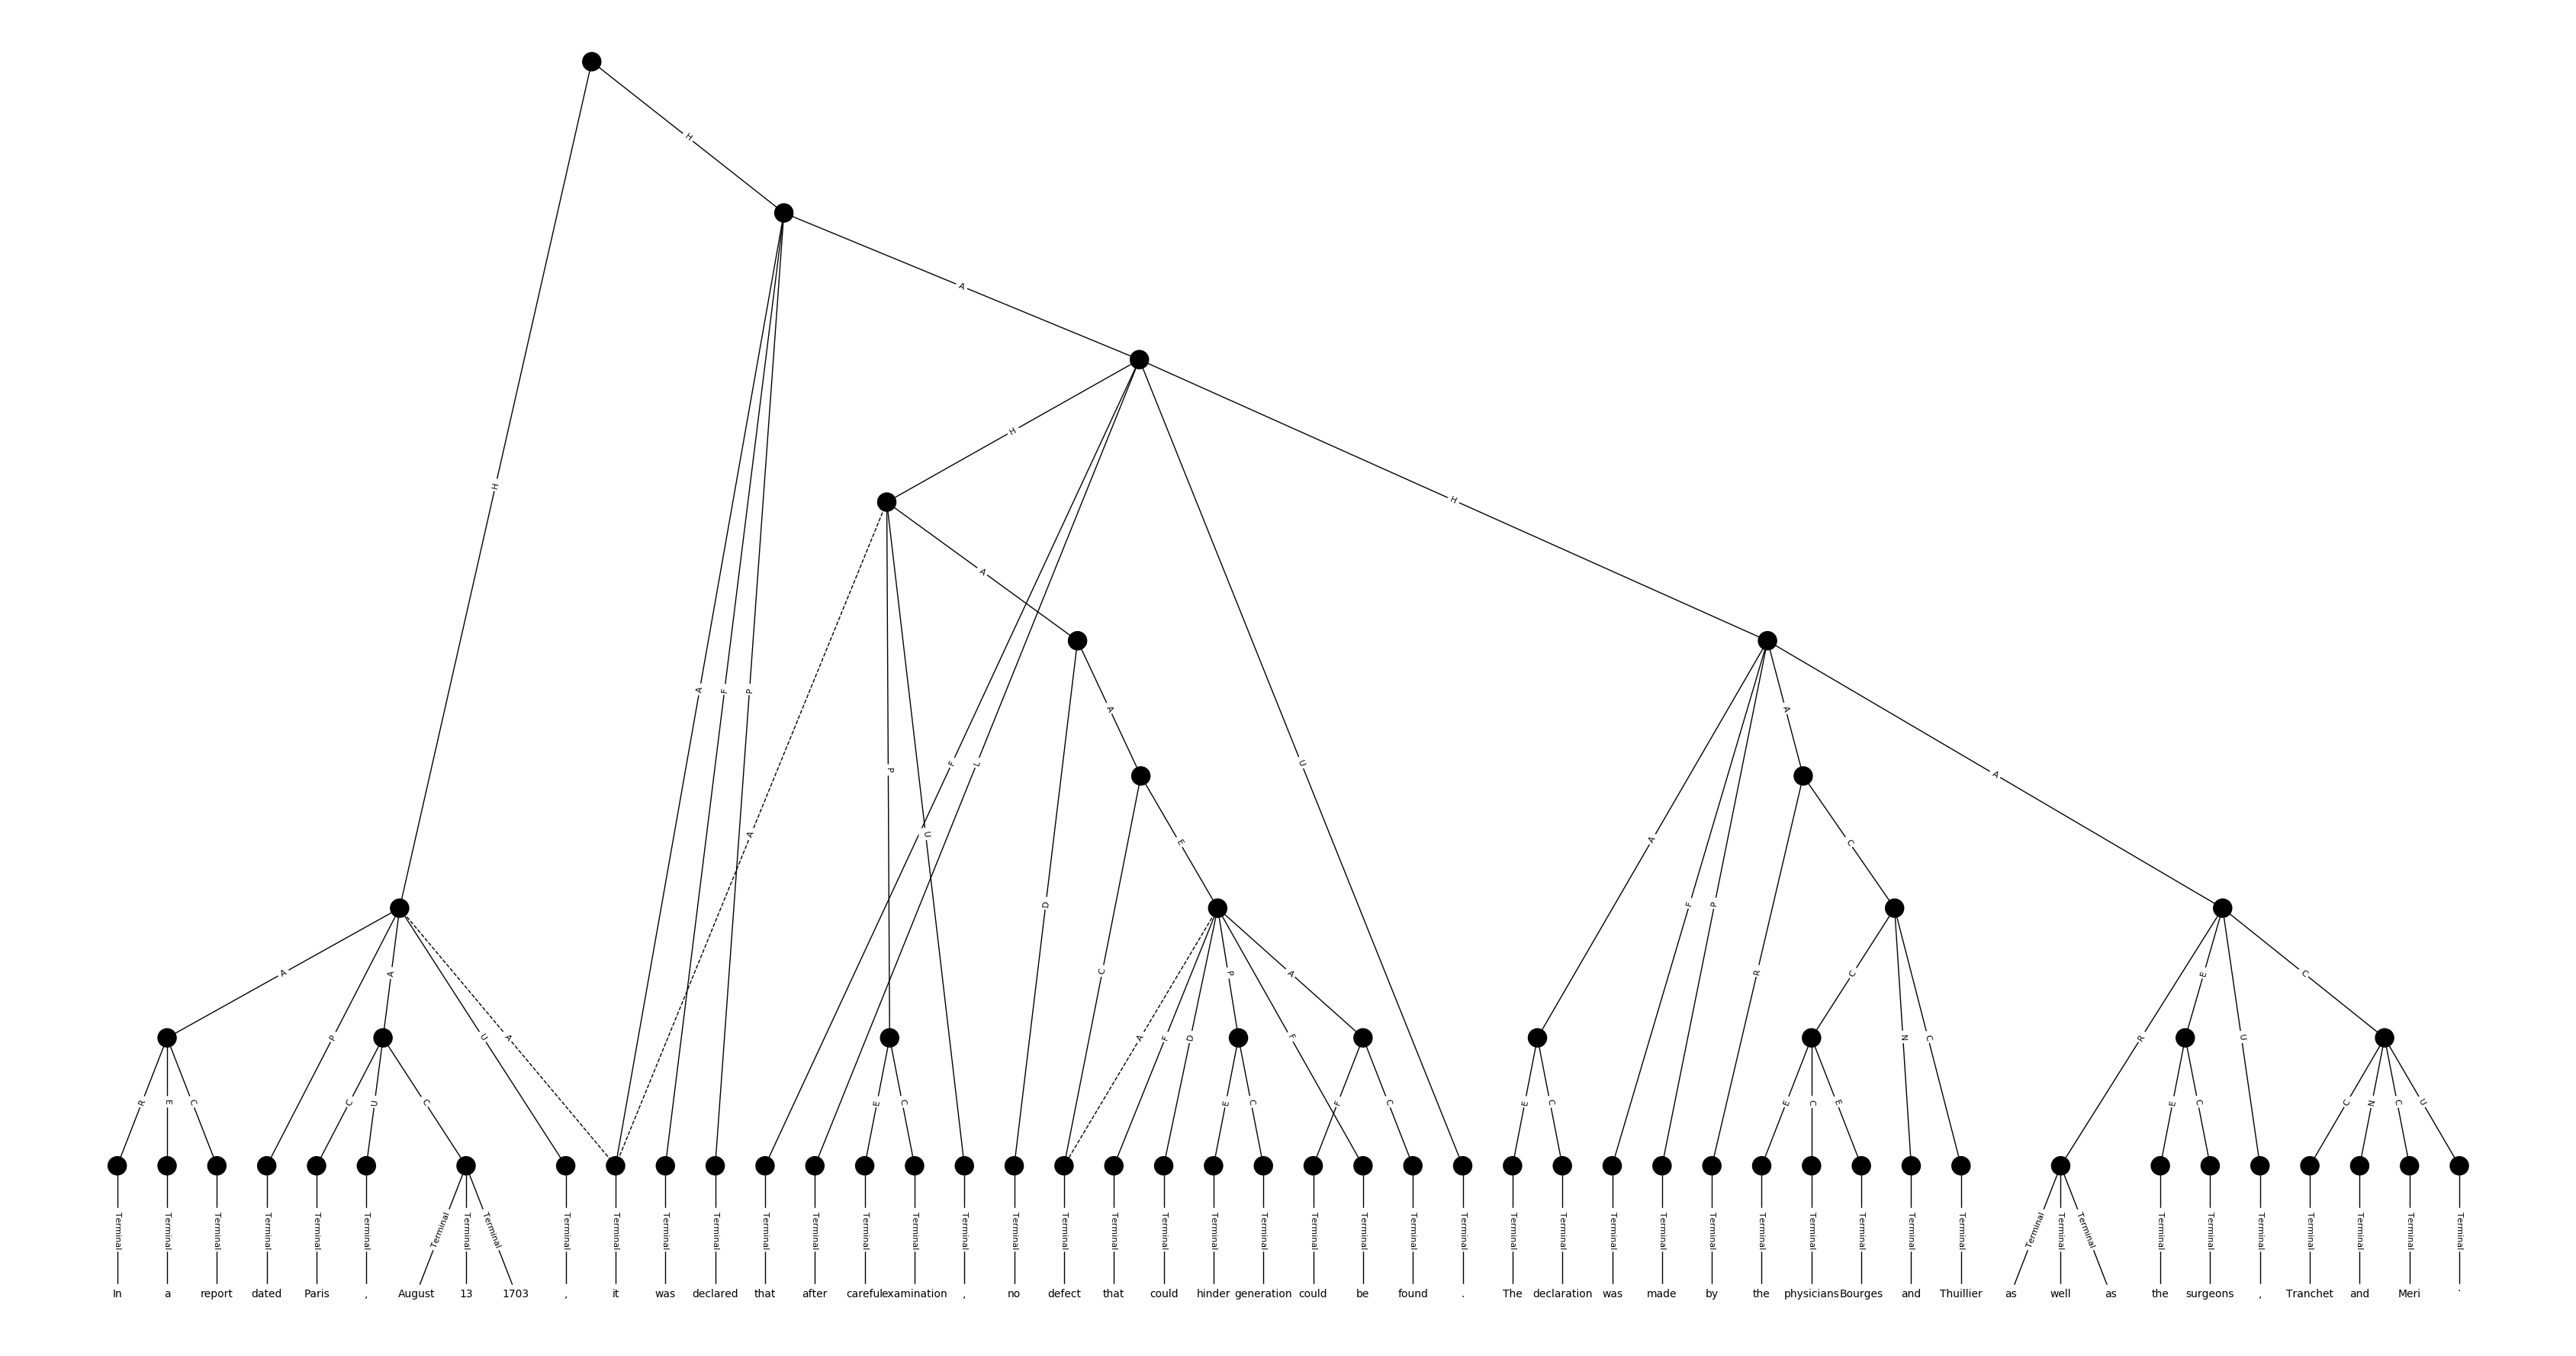 H
H
A
H
H
H
A
A
F
P
A
P
U
F
L
U
D
A
C
E
A
F
P
A
A
R
C
A
P
A
U
A
A
F
D
P
F
A
C
N
C
R
E
U
C
R
E
C
C
U
C
E
C
E
C
F
C
E
C
E
C
E
E
C
C
N
C
U
Terminal Terminal Terminal Terminal Terminal Terminal Terminal Terminal Terminal Terminal Terminal Terminal Terminal Terminal Terminal Terminal Terminal Terminal Terminal Terminal Terminal Terminal Terminal Terminal Terminal Terminal Terminal Terminal Terminal Terminal Terminal Terminal Terminal Terminal Terminal Terminal Terminal Terminal Terminal Terminal Terminal Terminal Terminal Terminal Terminal Terminal Terminal Terminal
In a report dated Paris , August 13 1703 , it was declared that after careful examination , no defect that could hinder generation could be found . The declaration was made by the physicians Bourges and Thuillier as well as the surgeons , Tranchet and Meri .